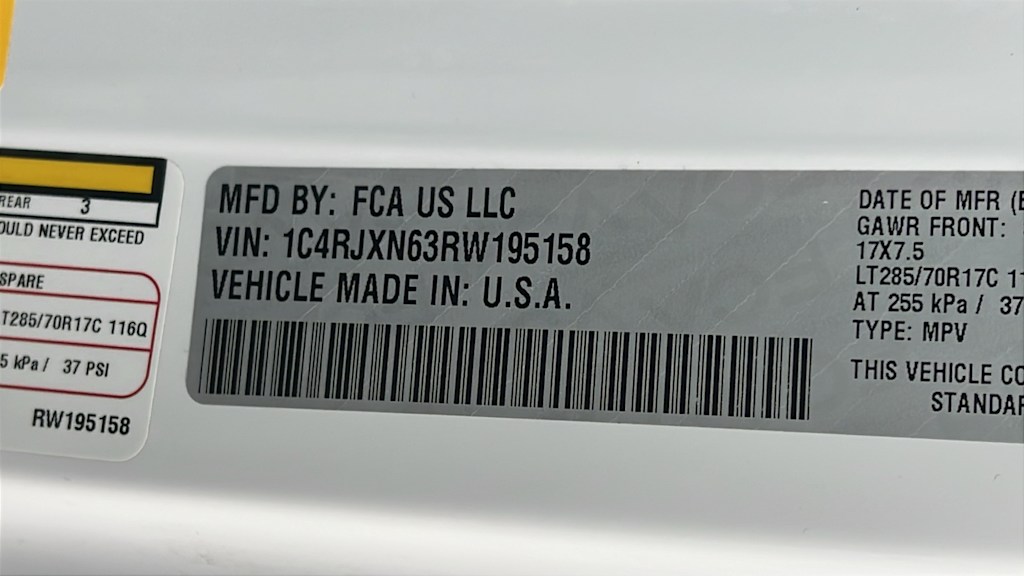 REAR 3
OULD NEVER EXCEED
SPARE
LT285/70R17C 116Q
5 kPa / 37 PSI
RW195158
MFD BY: FCA US LLC
VIN: 1C4RJXN63RW195158
VEHICLE MADE IN: U.S.A.
DATE OF MFR (
GAWR FRONT:
17X7.5
LT285/70R17C 11
AT 255 kPa / 37
TYPE: MPV
THIS VEHICLE CO
STANDAR